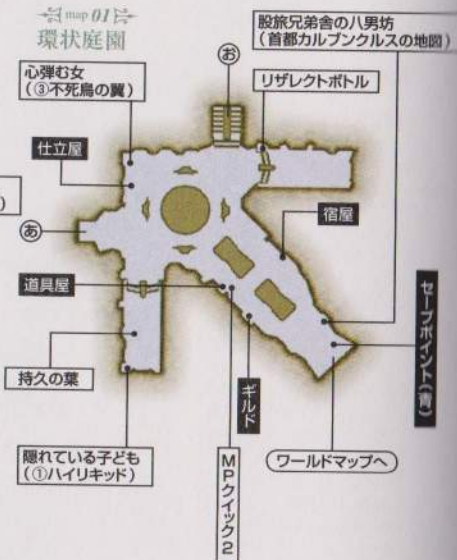 map 01
環状庭園
股旅兄弟舎の八男坊
(首都カルブンクルスの地図)
心弾む女
(③不死鳥の翼)
お
リザレクトボトル
仕立屋
)
あ
宿屋
道具屋
セーブポイント(青)
持久の葉
ギルド
隠れている子ども
(①ハイリキッド)
MPクイック2
ワールドマップへ